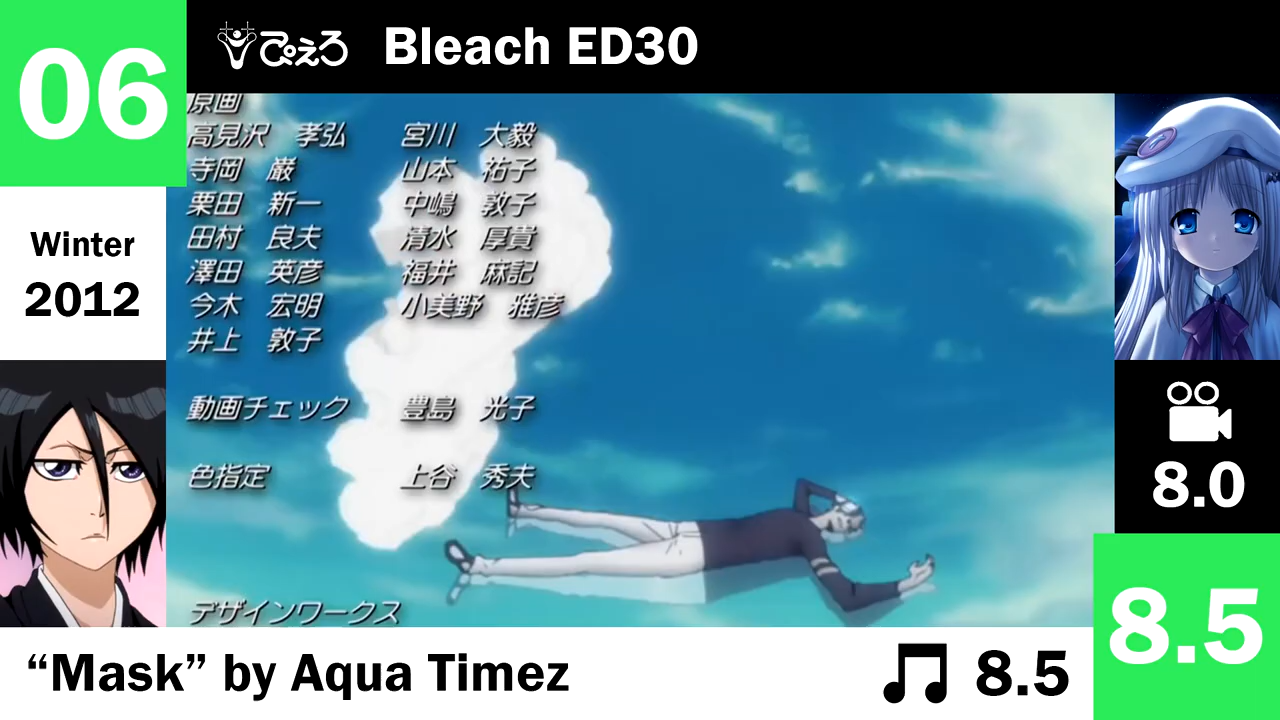 06
ぴえろ Bleach ED30
Winter
2012
原画
高見沢 孝弘 宮川 大毅
寺岡 巌 山本 祐子
栗田 新一 中嶋 敦子
田村 良夫 清水 厚貴
澤田 英彦 福井 麻記
今木 宏明 小美野 雅彦
井上 敦子
動画チェック 豊島 光子
色指定 上谷 秀夫
デザインワークス
8.0
8.5
“Mask” by Aqua Timez
8.5